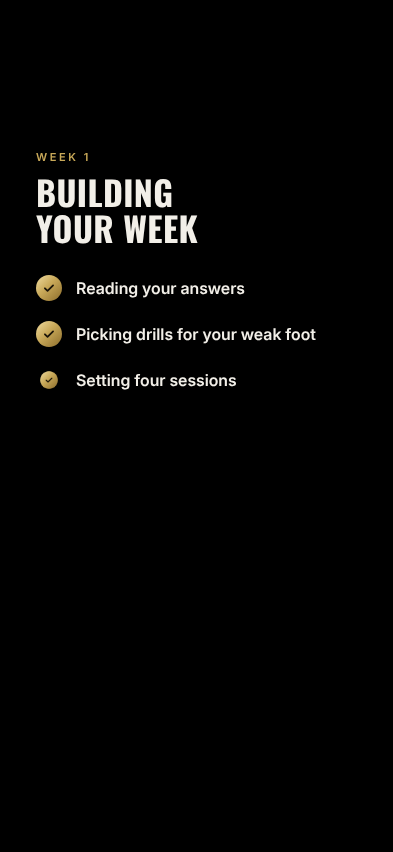 WEEK 1
BUILDING
YOUR WEEK
Reading your answers
Picking drills for your weak foot
Setting four sessions